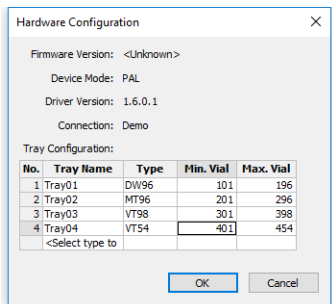 Hardware Configuration
Firmware Version: <Unknown>
Device Mode: PAL
Driver Version: 1.6.0.1
Connection: Demo
Tray Configuration:
No. Tray Name Type Min. Vial Max. Vial
1 Tray01 DW96 101 196
2 Tray02 MT96 201 296
3 Tray03 VT98 301 398
4 Tray04 VT54 401 454
<Select type to
OK Cancel